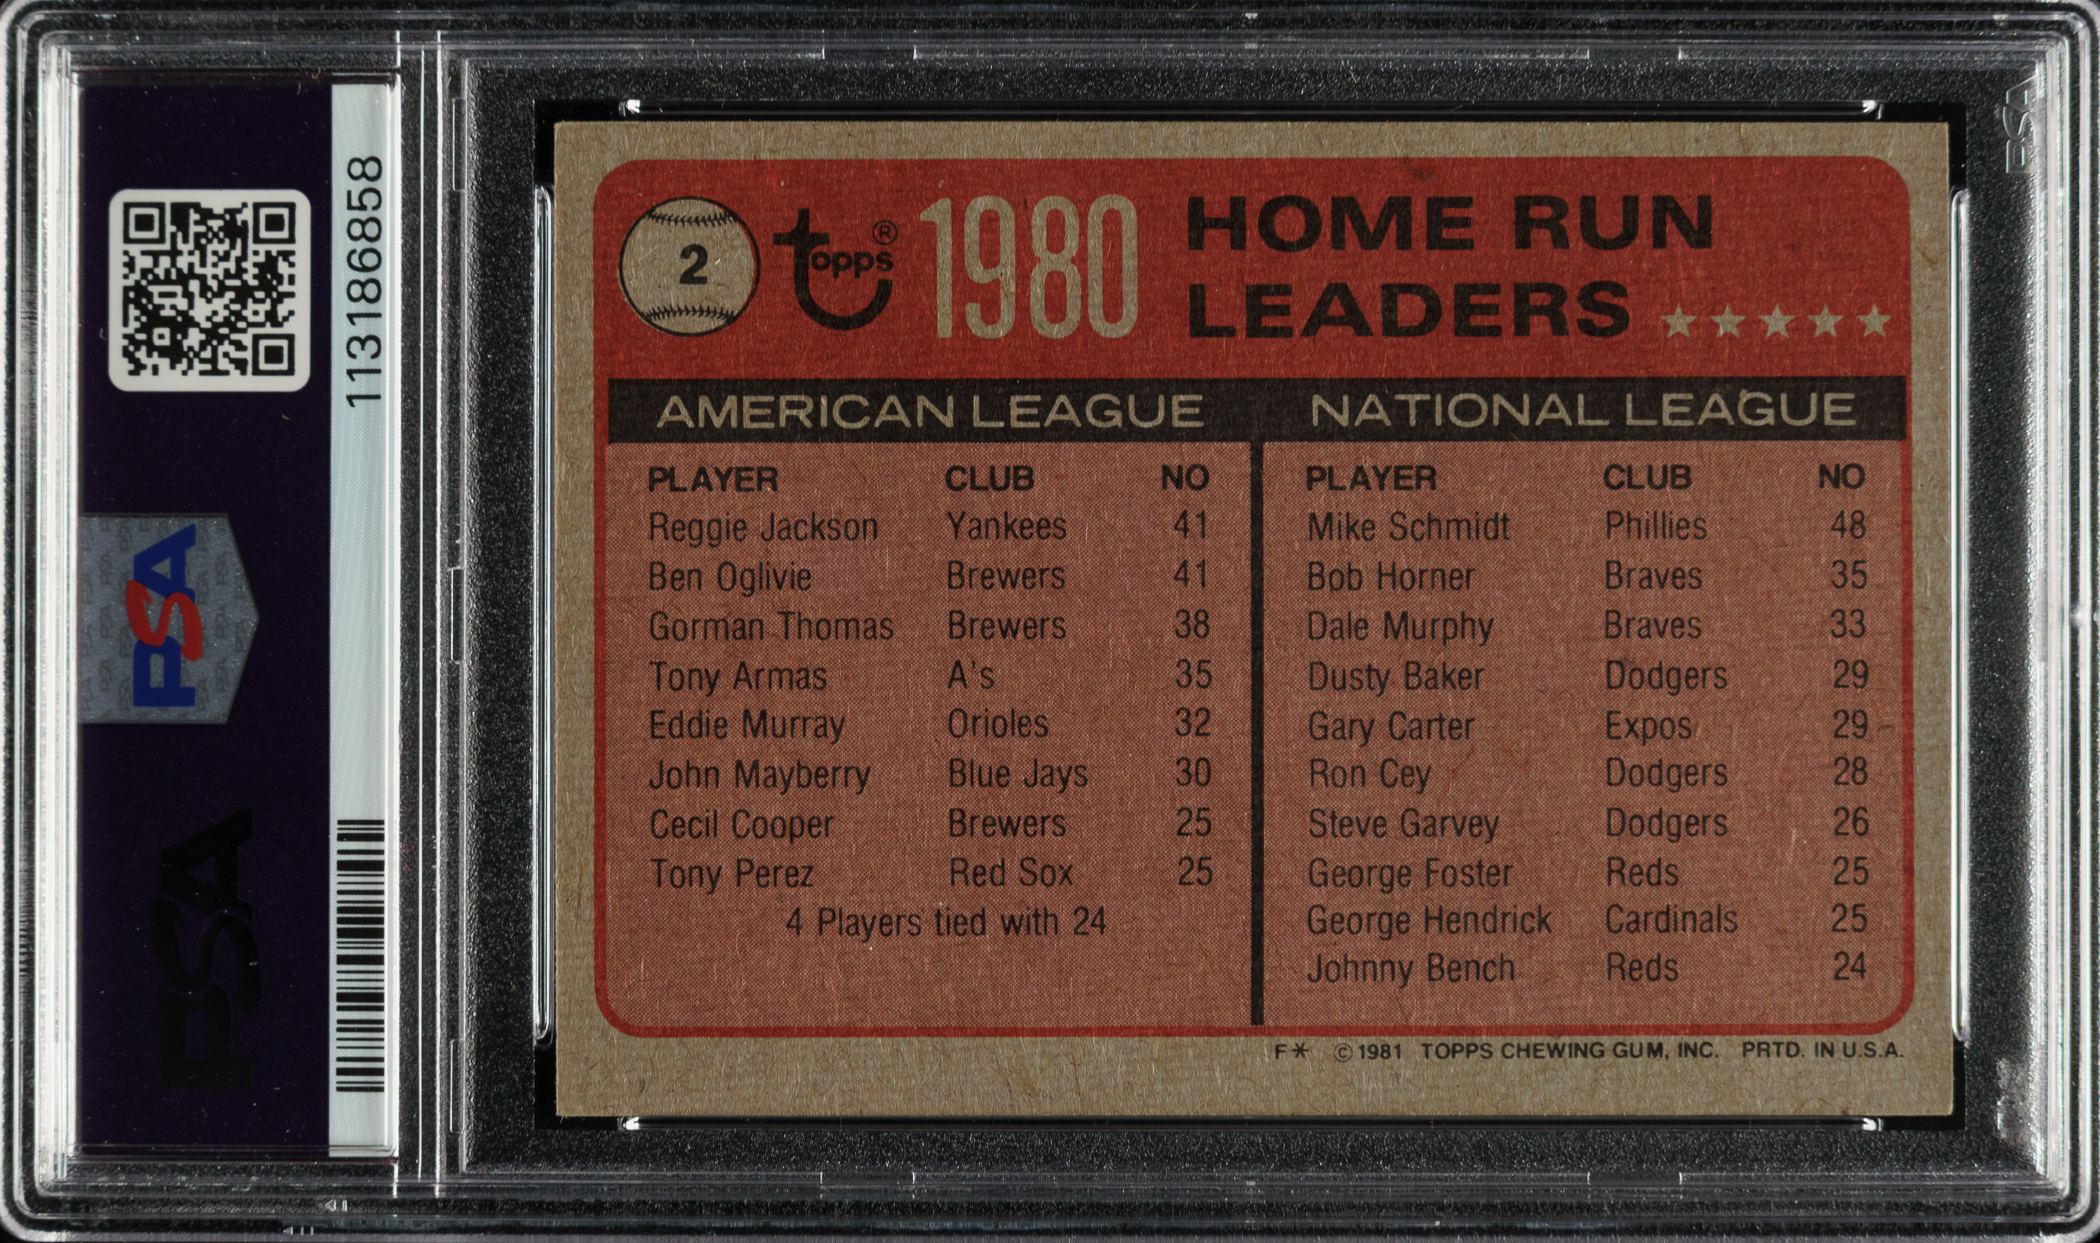 113186858
PSA
PSA
PSA
2 topps® 1980 HOME RUN
LEADERS ★★★★★
AMERICAN LEAGUE
PLAYER CLUB NO
Reggie Jackson Yankees 41
Ben Oglivie Brewers 41
Gorman Thomas Brewers 38
Tony Armas A's 35
Eddie Murray Orioles 32
John Mayberry Blue Jays 30
Cecil Cooper Brewers 25
Tony Perez Red Sox 25
4 Players tied with 24
NATIONAL LEAGUE
PLAYER CLUB NO
Mike Schmidt Phillies 48
Bob Horner Braves 35
Dale Murphy Braves 33
Dusty Baker Dodgers 29
Gary Carter Expos 29
Ron Cey Dodgers 28
Steve Garvey Dodgers 26
George Foster Reds 25
George Hendrick Cardinals 25
Johnny Bench Reds 24
F* © 1981 TOPPS CHEWING GUM, INC. PRTD. IN U.S.A.